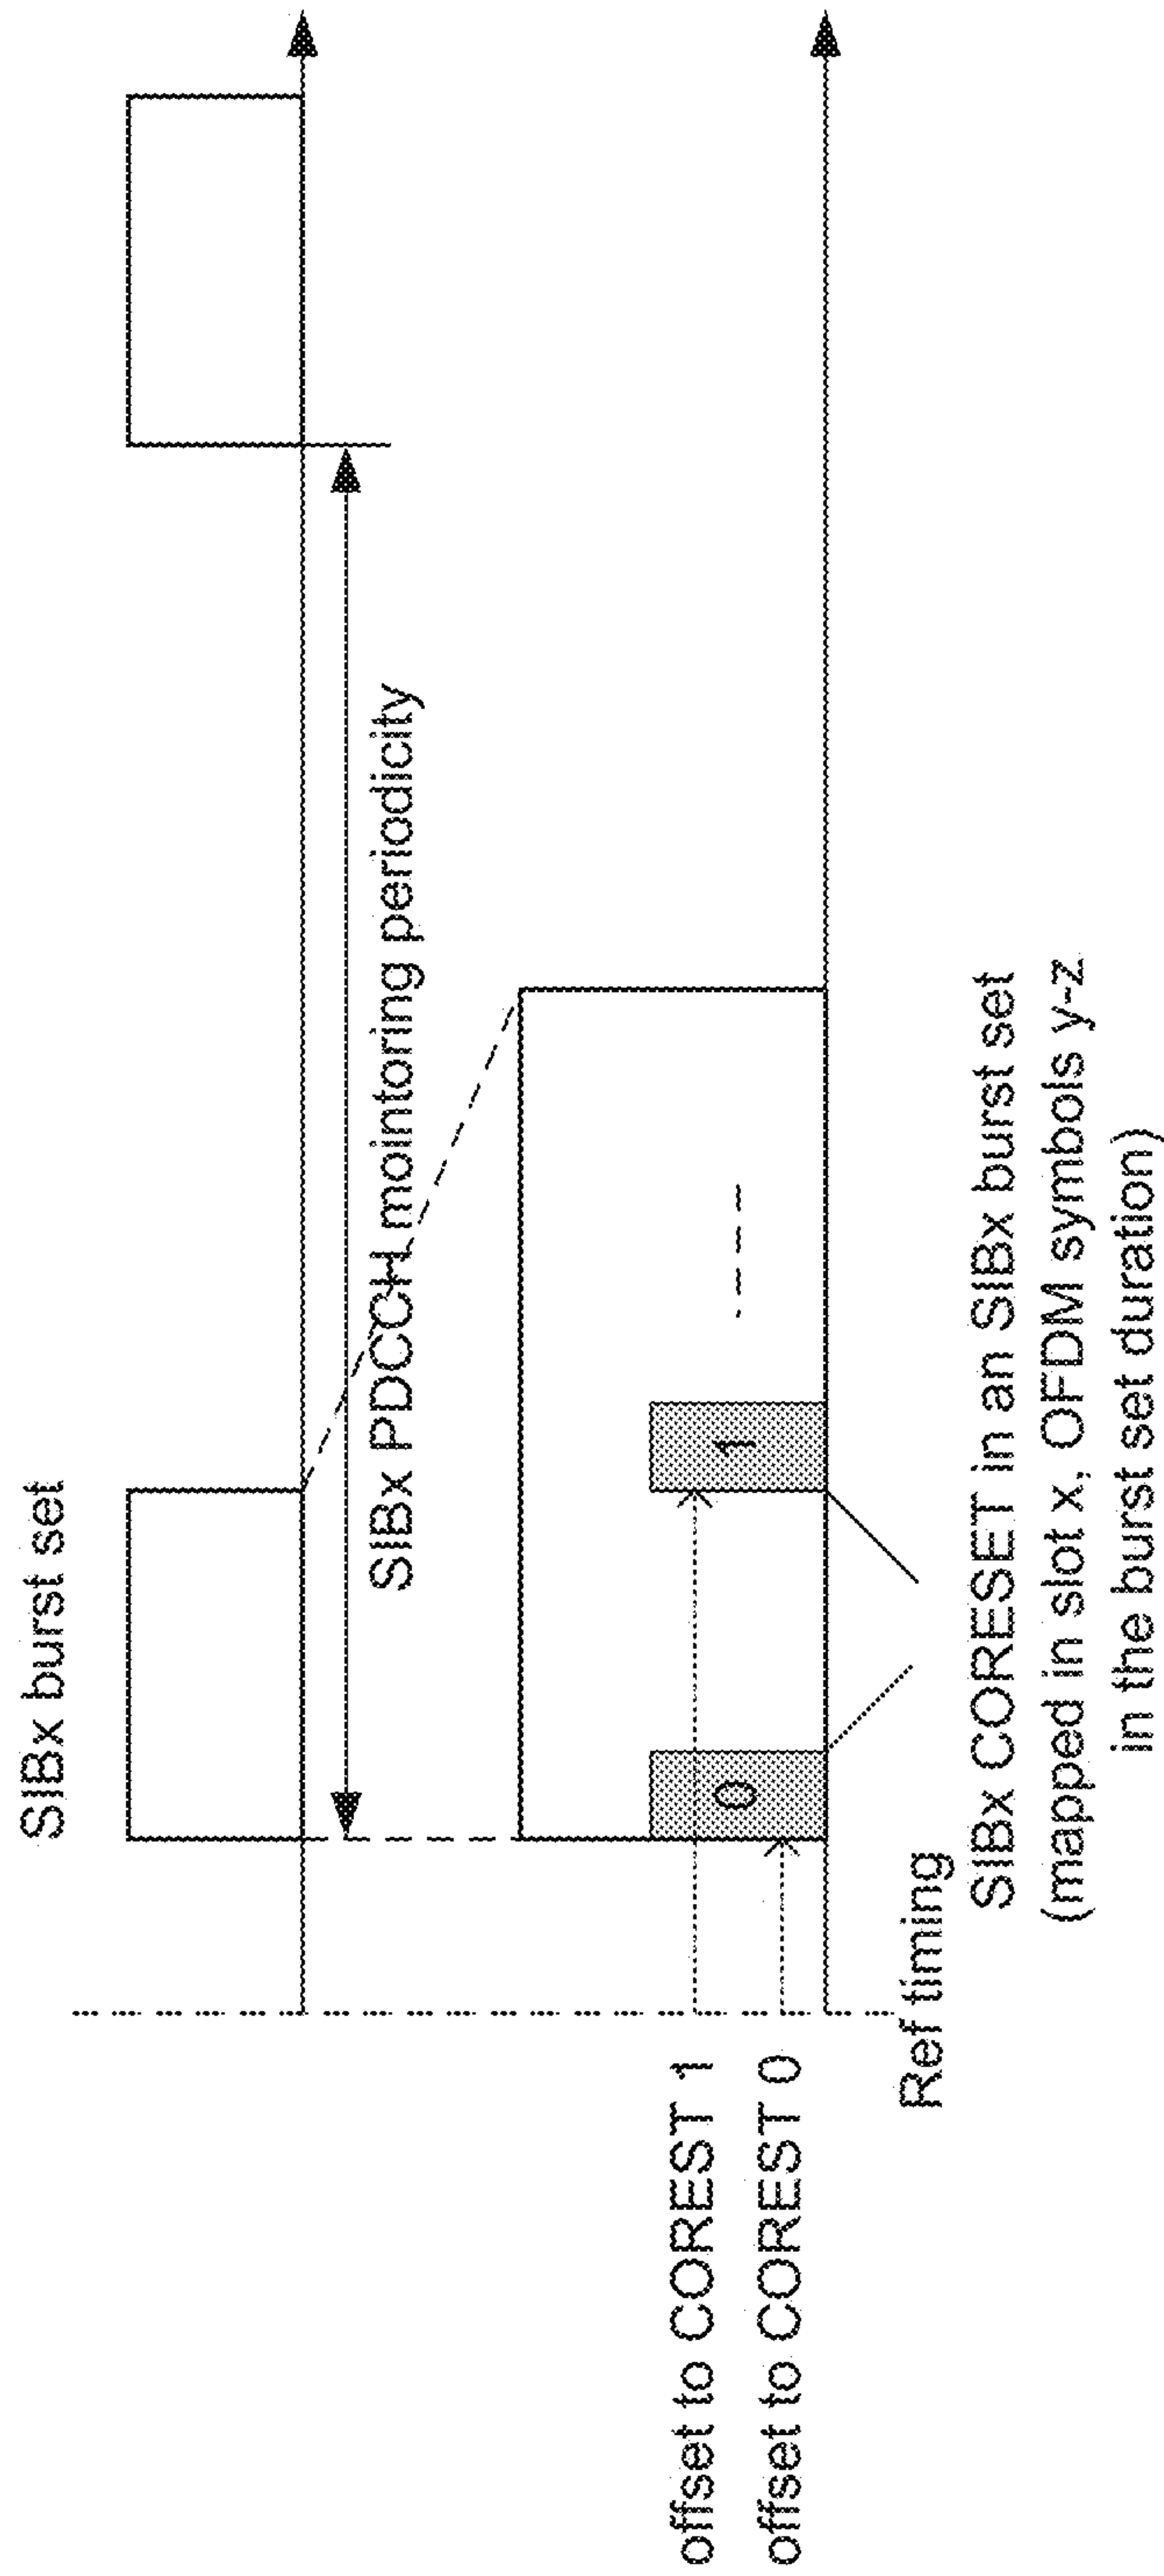 SIBx burst set
SIBx PDCCH mointoring periodicity
offset to COREST 1
offset to COREST 0
0
1
Ref timing
SIBx CORESET in an SIBx burst set
(mapped in slot x, OFDM symbols y-z
in the burst set duration)